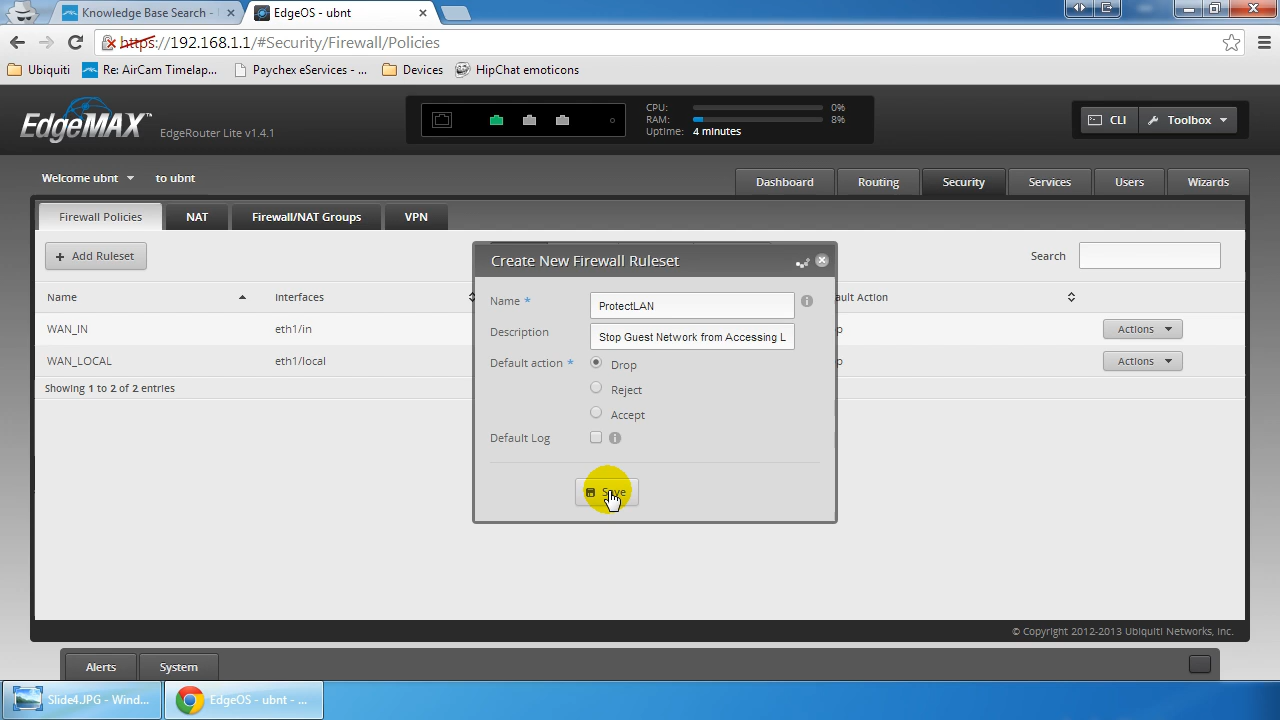 Knowledge Base Search -
EdgeOS - ubnt
https://192.168.1.1/#Security/Firewall/Policies
Ubiquiti
Re: AirCam Timelap...
Paychex eServices - ...
Devices
HipChat emoticons
EdgeMAX™
EdgeRouter Lite v1.4.1
CPU: 0%
RAM: 8%
Uptime: 4 minutes
CLI
Toolbox
Welcome ubnt
to ubnt
Dashboard
Routing
Security
Services
Users
Wizards
Firewall Policies
NAT
Firewall/NAT Groups
VPN
+ Add Ruleset
Search
Name
Interfaces
ault Action
WAN_IN
eth1/in
p
Actions
WAN_LOCAL
eth1/local
p
Actions
Showing 1 to 2 of 2 entries
Create New Firewall Ruleset
Name *
ProtectLAN
Description
Stop Guest Network from Accessing L
Default action *
Drop
Reject
Accept
Default Log
Save
© Copyright 2012-2013 Ubiquiti Networks, Inc.
Alerts
System
Slide4.JPG - Wind...
EdgeOS - ubnt - ...